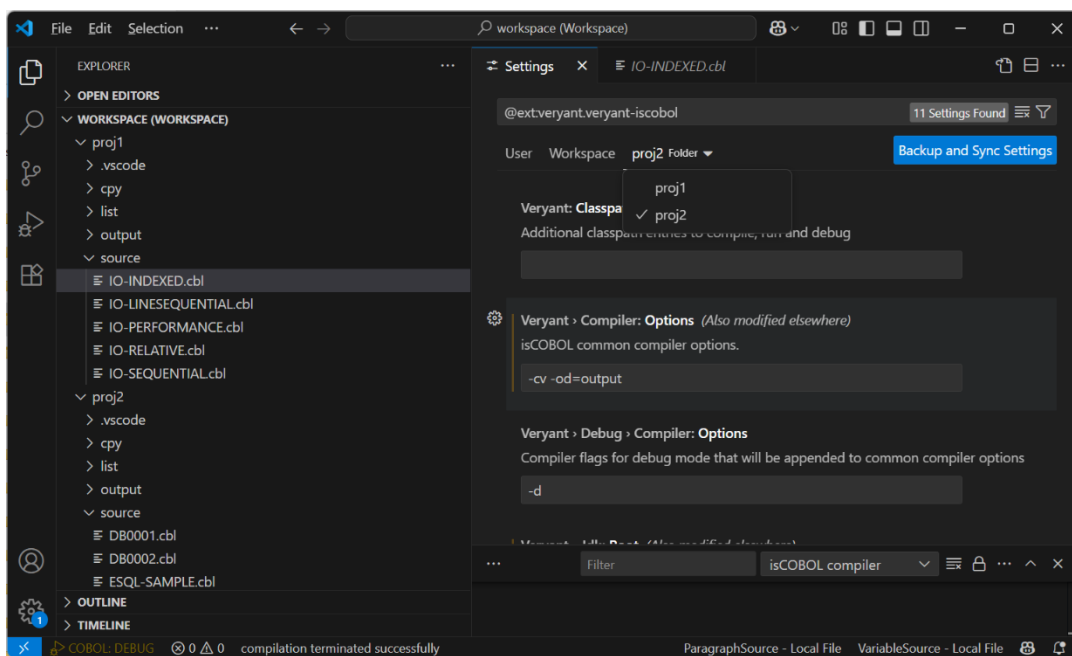 File Edit Selection ··· workspace (Workspace)
EXPLORER
OPEN EDITORS
WORKSPACE (WORKSPACE)
proj1
.vscode
cpy
list
output
source
IO-INDEXED.cbl
IO-LINESEQUENTIAL.cbl
IO-PERFORMANCE.cbl
IO-RELATIVE.cbl
IO-SEQUENTIAL.cbl
proj2
.vscode
cpy
list
output
source
DB0001.cbl
DB0002.cbl
ESQL-SAMPLE.cbl
OUTLINE
TIMELINE
1
Settings IO-INDEXED.cbl
@ext:veryant.veryant-iscobol 11 Settings Found
User Workspace proj2 Folder Backup and Sync Settings
proj1
proj2
Veryant: Classpa
Additional classpath entries to compile, run and debug
Veryant › Compiler: Options (Also modified elsewhere)
isCOBOL common compiler options.
-cv -od=output
Veryant › Debug › Compiler: Options
Compiler flags for debug mode that will be appended to common compiler options
-d
··· Filter isCOBOL compiler
COBOL: DEBUG 0 0 compilation terminated successfully ParagraphSource - Local File VariableSource - Local File